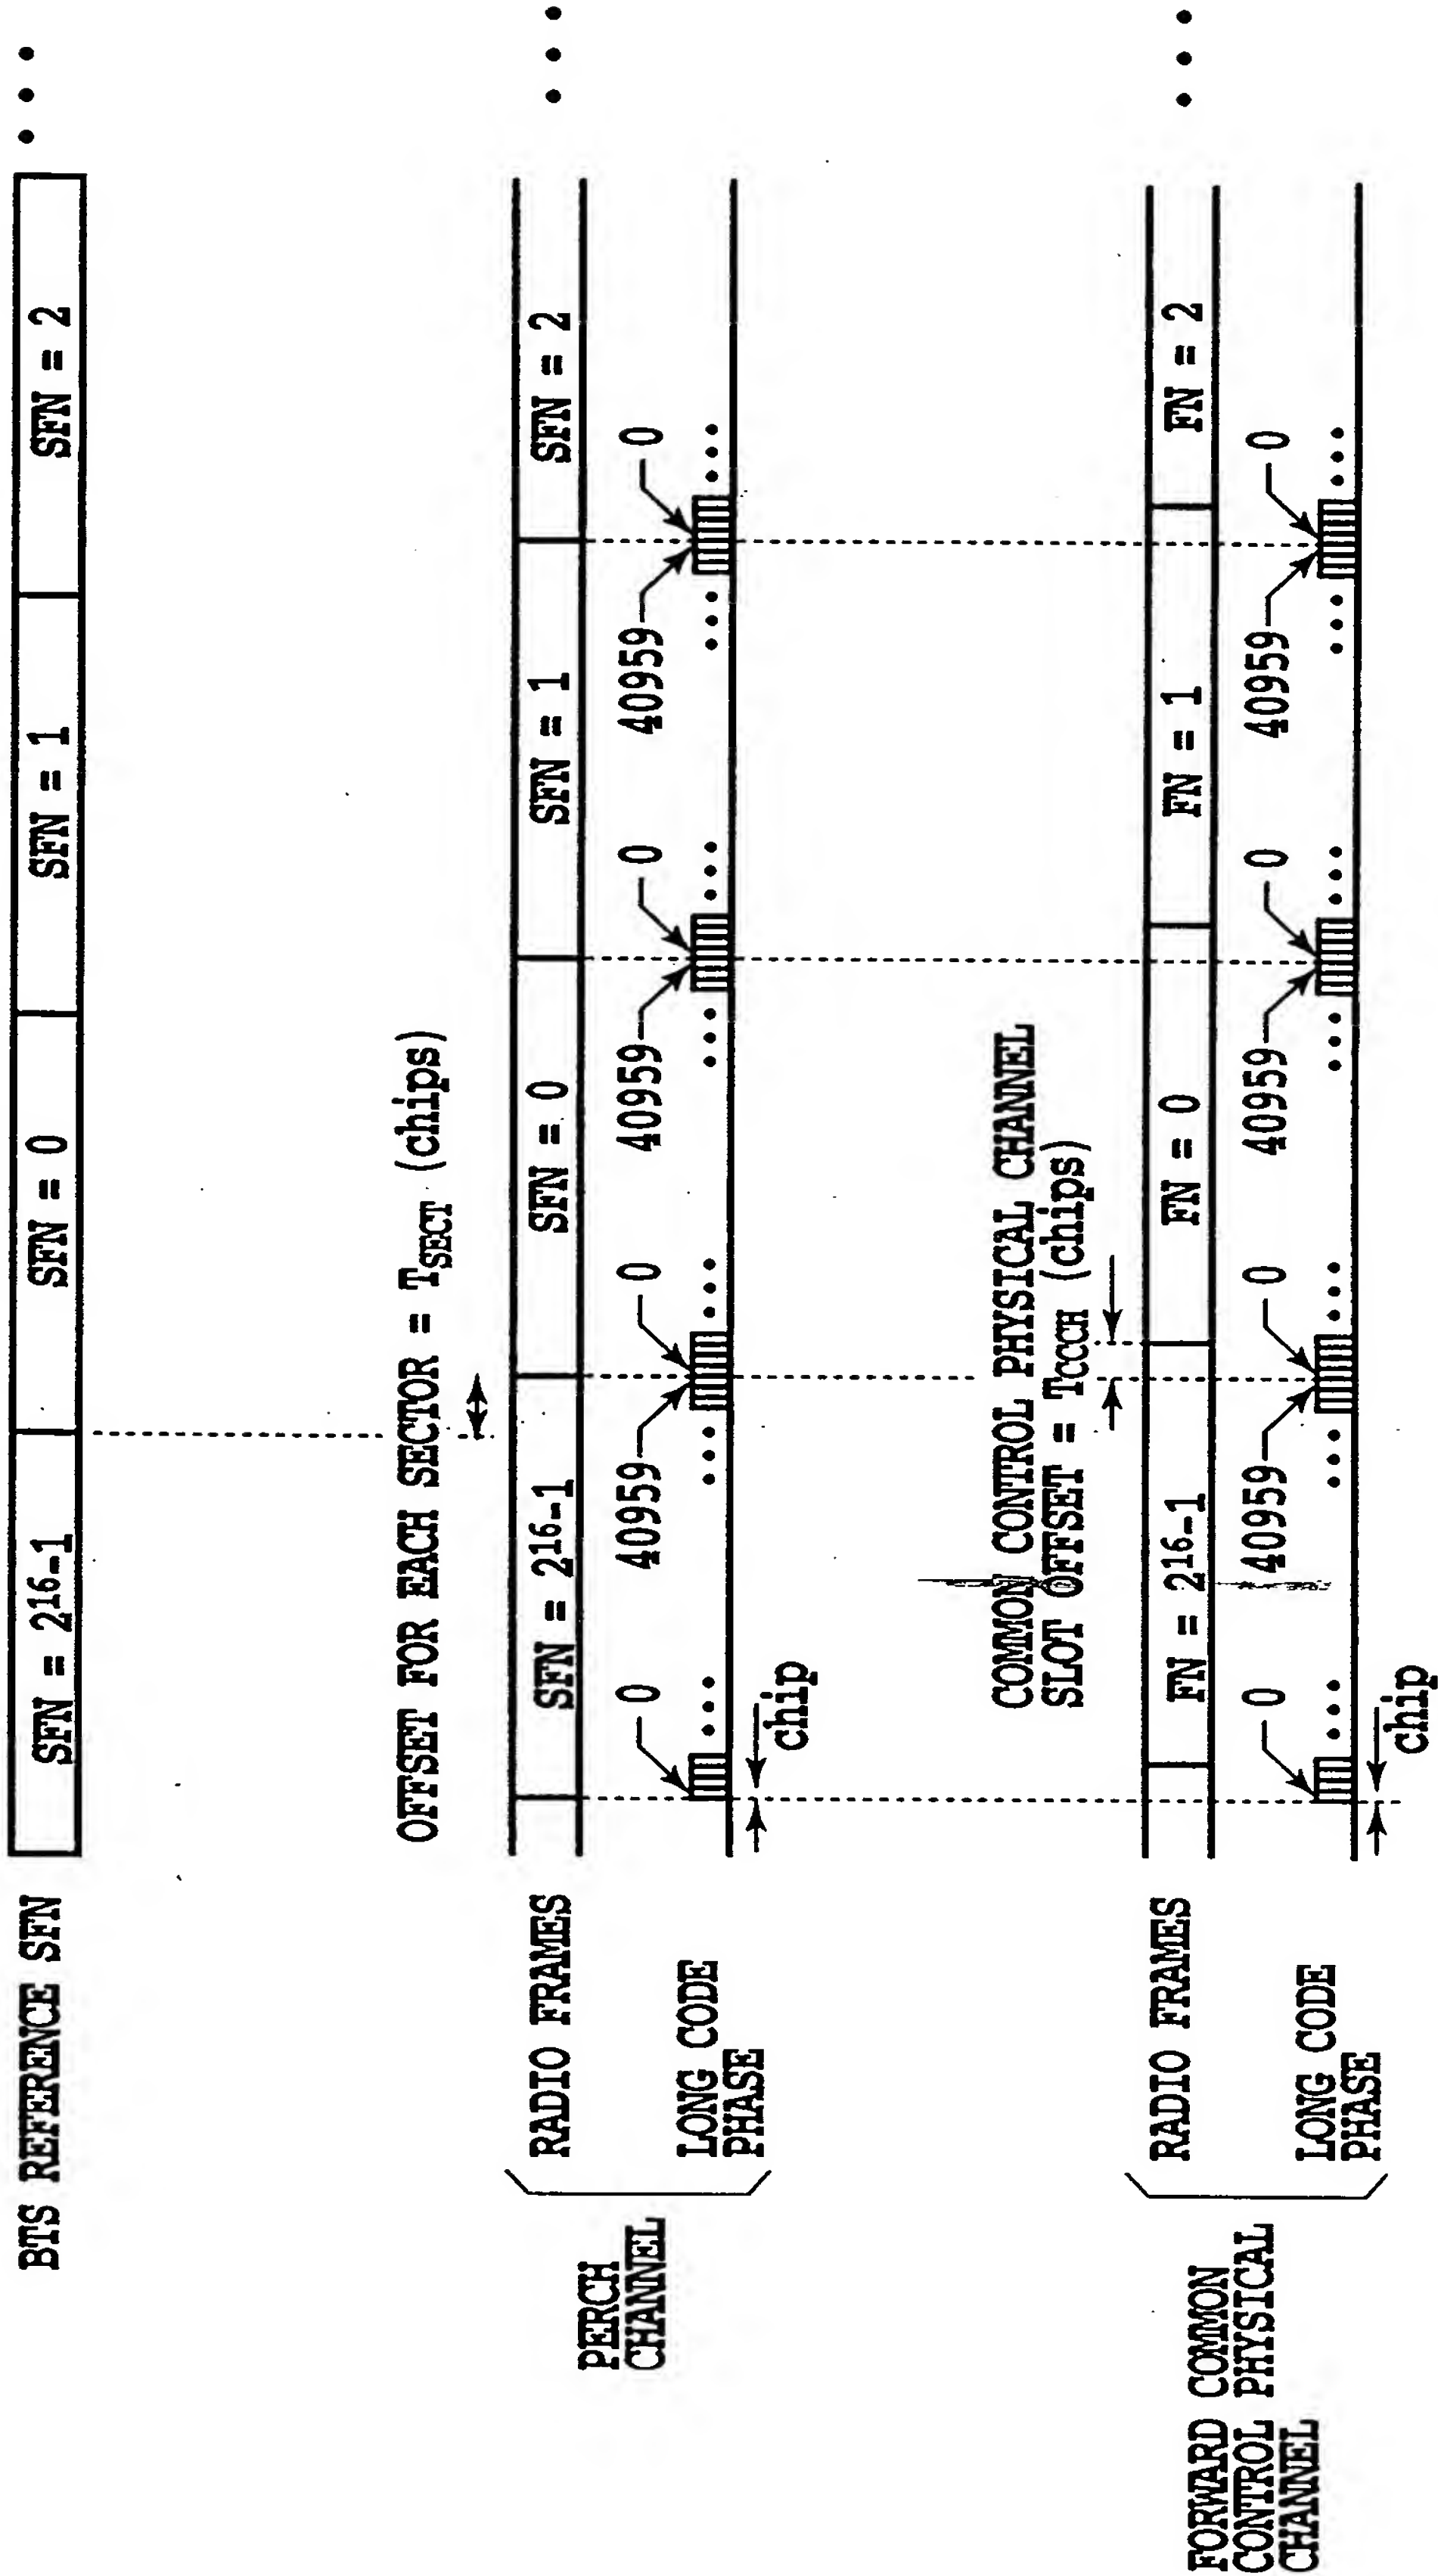 BTS REFERENCE SFN
SFN = 2¹⁶-1
SFN = 0
SFN = 1
SFN = 2
• • •
OFFSET FOR EACH SECTOR = TSECT (chips)
PERCH
CHANNEL
RADIO FRAMES
SFN = 2¹⁶-1
SFN = 0
SFN = 1
SFN = 2
• • •
LONG CODE
PHASE
0
40959
0
40959
0
40959
0
chip
COMMON CONTROL PHYSICAL CHANNEL
SLOT OFFSET = TCCCH (chips)
FORWARD COMMON
CONTROL PHYSICAL
CHANNEL
RADIO FRAMES
FN = 2¹⁶-1
FN = 0
FN = 1
FN = 2
• • •
LONG CODE
PHASE
0
40959
0
40959
0
40959
0
chip